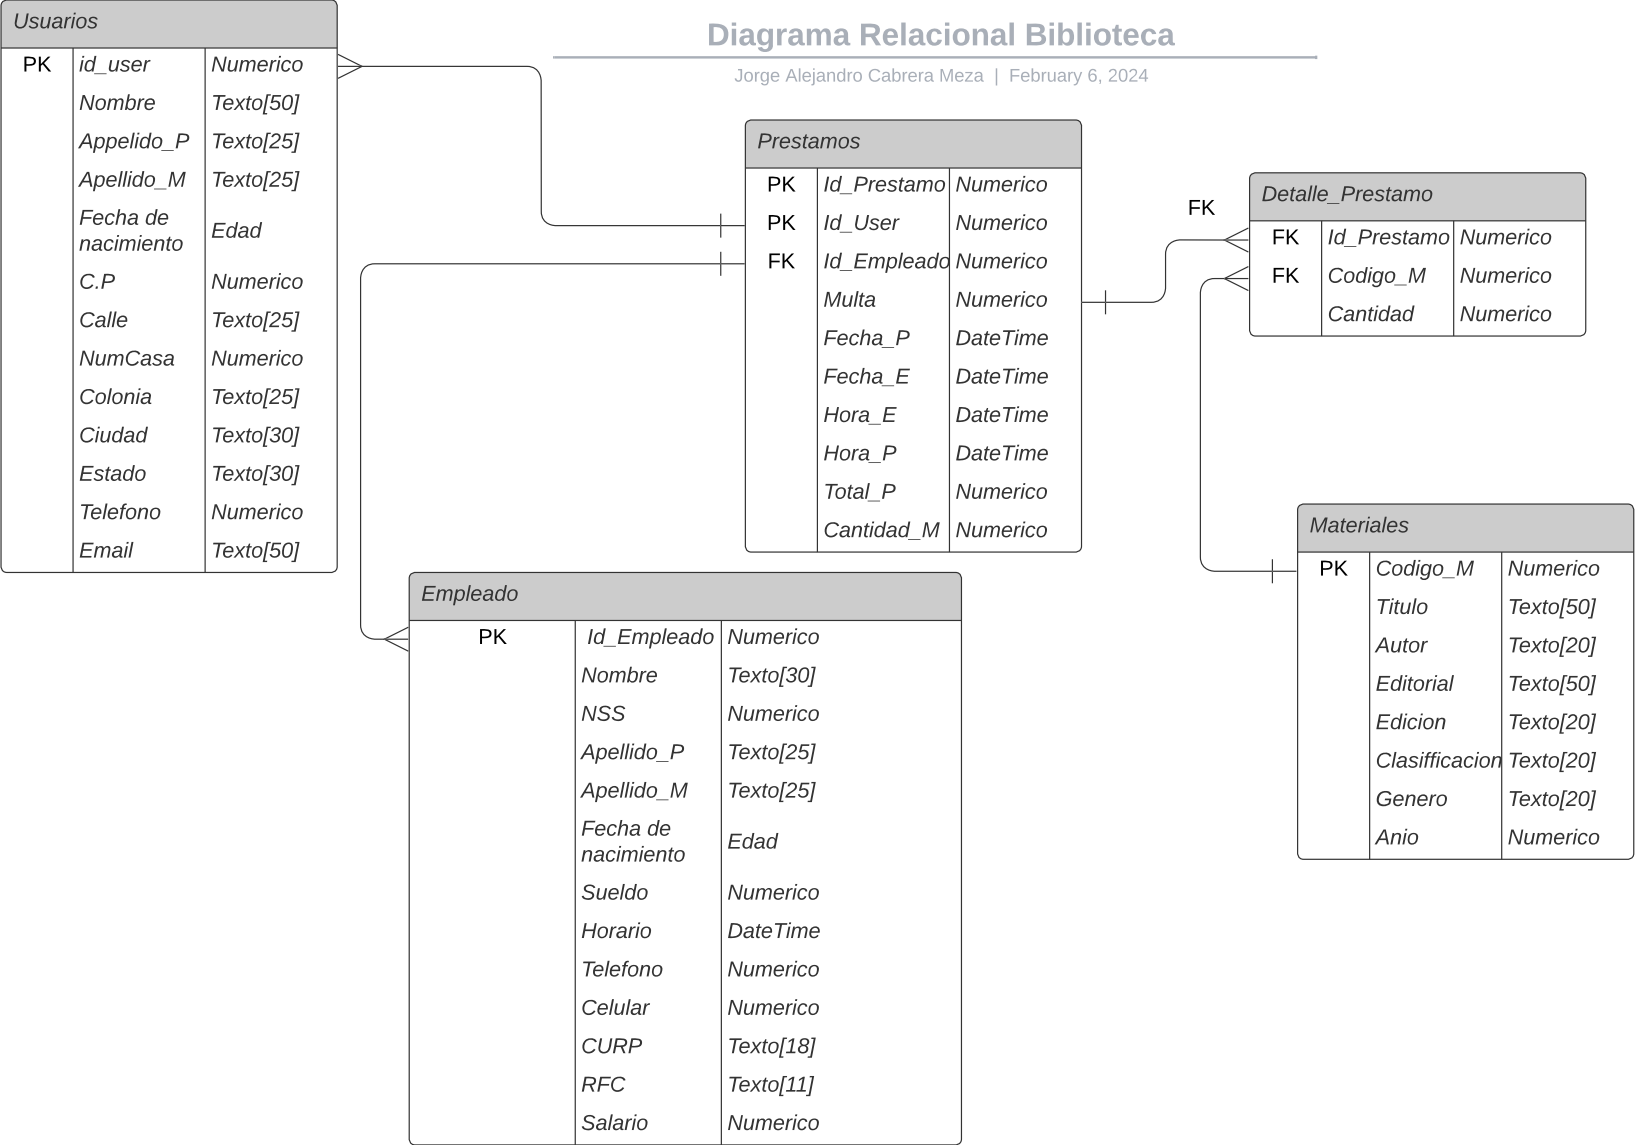 Diagrama Relacional Biblioteca
Jorge Alejandro Cabrera Meza | February 6, 2024
Usuarios
PK id_user Numerico
Nombre Texto[50]
Appelido_P Texto[25]
Apellido_M Texto[25]
Fecha de
nacimiento Edad
C.P Numerico
Calle Texto[25]
NumCasa Numerico
Colonia Texto[25]
Ciudad Texto[30]
Estado Texto[30]
Telefono Numerico
Email Texto[50]
Prestamos
PK Id_Prestamo Numerico
PK Id_User Numerico
FK Id_Empleado Numerico
Multa Numerico
Fecha_P DateTime
Fecha_E DateTime
Hora_E DateTime
Hora_P DateTime
Total_P Numerico
Cantidad_M Numerico
FK
Detalle_Prestamo
FK Id_Prestamo Numerico
FK Codigo_M Numerico
Cantidad Numerico
Materiales
PK Codigo_M Numerico
Titulo Texto[50]
Autor Texto[20]
Editorial Texto[50]
Edicion Texto[20]
Clasifficacion Texto[20]
Genero Texto[20]
Anio Numerico
Empleado
PK Id_Empleado Numerico
Nombre Texto[30]
NSS Numerico
Apellido_P Texto[25]
Apellido_M Texto[25]
Fecha de
nacimiento Edad
Sueldo Numerico
Horario DateTime
Telefono Numerico
Celular Numerico
CURP Texto[18]
RFC Texto[11]
Salario Numerico